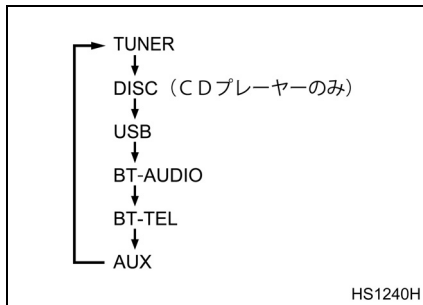 TUNER
DISC（ＣＤプレーヤーのみ）
USB
BT-AUDIO
BT-TEL
AUX
HS1240H